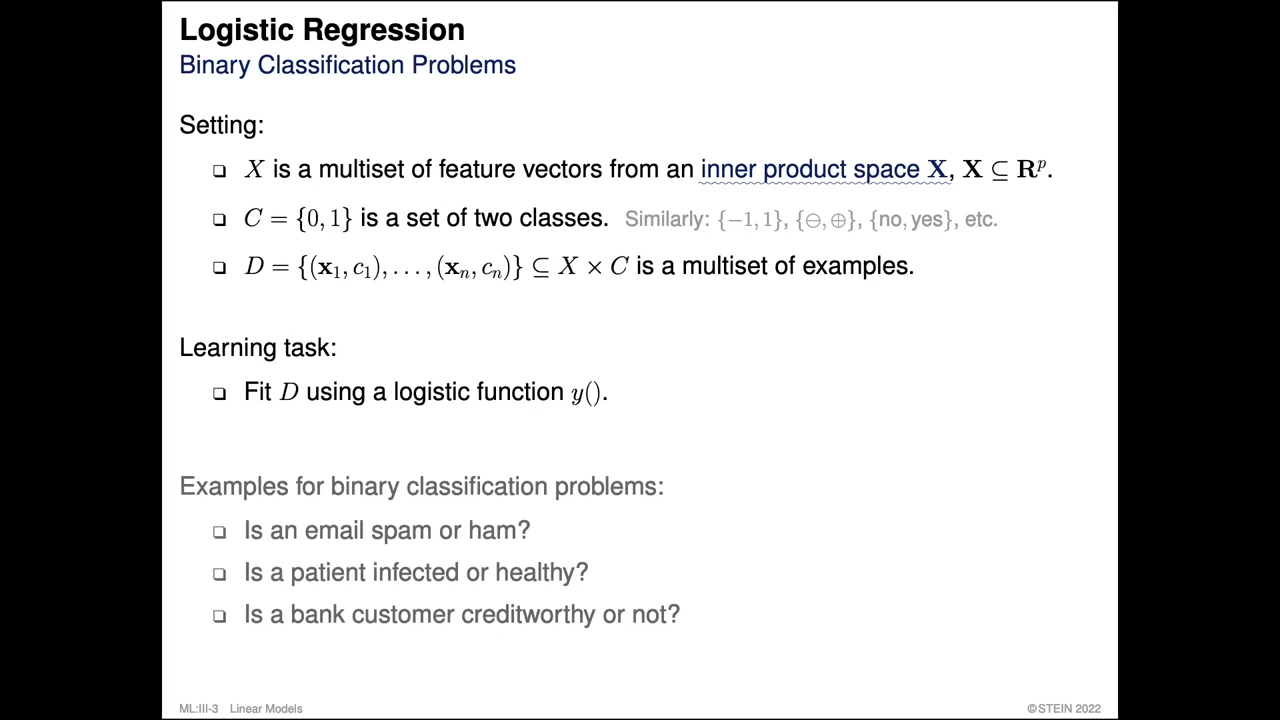 Logistic Regression
Binary Classification Problems
Setting:
❏ X is a multiset of feature vectors from an inner product space X, X ⊆ Rᵖ.
❏ C = {0, 1} is a set of two classes. Similarly: {−1, 1}, {⊖, ⊕}, {no, yes}, etc.
❏ D = {(x₁, c₁), . . . , (xₙ, cₙ)} ⊆ X × C is a multiset of examples.
Learning task:
❏ Fit D using a logistic function y().
Examples for binary classification problems:
❏ Is an email spam or ham?
❏ Is a patient infected or healthy?
❏ Is a bank customer creditworthy or not?
ML:III-3 Linear Models ©STEIN 2022